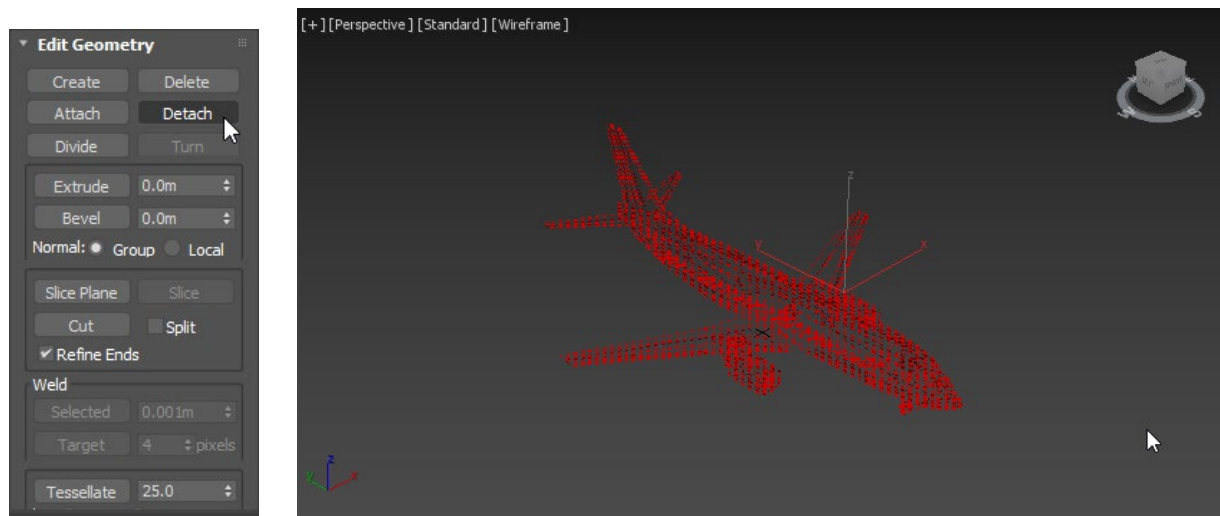 Edit Geometry
Create Delete
Attach Detach
Divide Turn
Extrude 0.0m
Bevel 0.0m
Normal: Group Local
Slice Plane Slice
Cut Split
Refine Ends
Weld
Selected 0.001m
Target 4 pixels
Tessellate 25.0
[+] [Perspective] [Standard] [Wireframe]
z
y x
z
y x